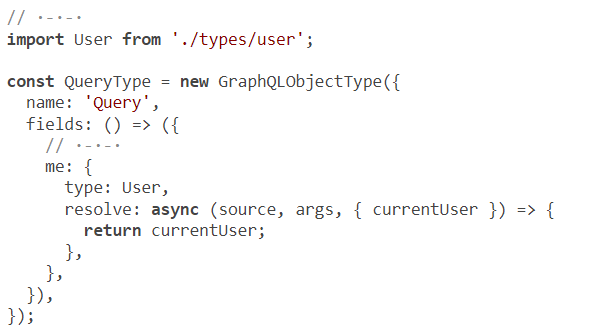 // ·-·-·
import User from './types/user';
const QueryType = new GraphQLObjectType({
  name: 'Query',
  fields: () => ({
    // ·-·-·
    me: {
      type: User,
      resolve: async (source, args, { currentUser }) => {
        return currentUser;
      },
    },
  }),
});